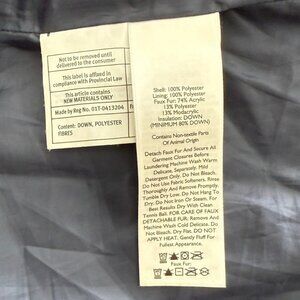 Not to be removed until
delivered to the consumer
This label is affixed in
compliance with Provincial Law
This article contains
NEW MATERIALS ONLY
Made by Reg No. 01T-0413204
Content: DOWN, POLYESTER
FIBRES
Shell: 100% Polyester
Lining: 100% Polyester
Faux Fur: 74% Acrylic
13% Polyester
13% Modacrylic
Insulation: DOWN
(MINIMUM 80% DOWN)
Contains Non-textile Parts
Of Animal Origin
Detach Faux Fur And Secure All
Garment Closures Before
Laundering Machine Wash Warm
Delicate, Separately. Mild
Detergent Only. Do Not Bleach.
Do Not Use Fabric Softeners. Rinse
Thoroughly And Remove Promptly.
Tumble Dry Low. Do Not Hang To
Dry. Do Not Iron Or Steam. For
Best Results Dry With Clean
Tennis Ball. FOR CARE OF FAUX
DETACHABLE FUR: Remove And
Machine Wash Cold Delicate. Do
Not Bleach. Dry Flat. DO NOT
APPLY HEAT; Gently Fluff For
Fullest Appearance.
Faux Fur: